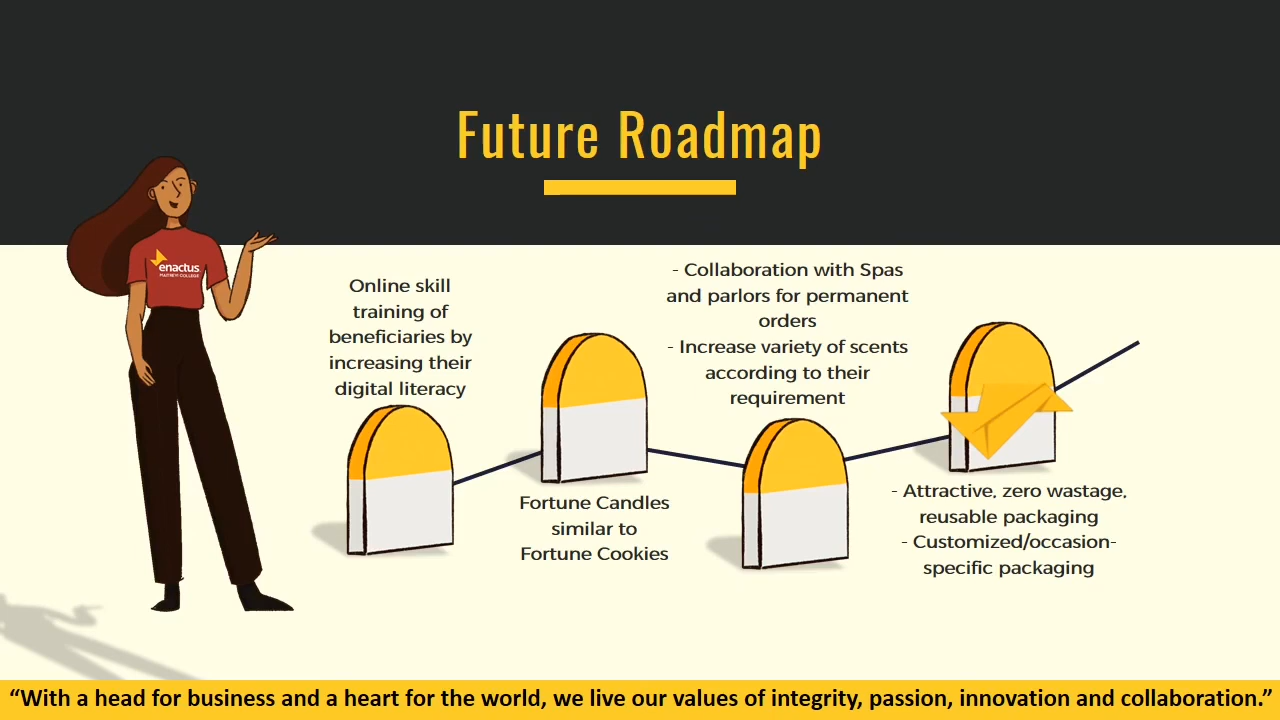 Future Roadmap
enactus
MAITREYI COLLEGE
Online skill
training of
beneficiaries by
increasing their
digital literacy
Fortune Candles
similar to
Fortune Cookies
- Collaboration with Spas
and parlors for permanent
orders
- Increase variety of scents
according to their
requirement
- Attractive, zero wastage,
reusable packaging
- Customized/occasion-
specific packaging
“With a head for business and a heart for the world, we live our values of integrity, passion, innovation and collaboration.”